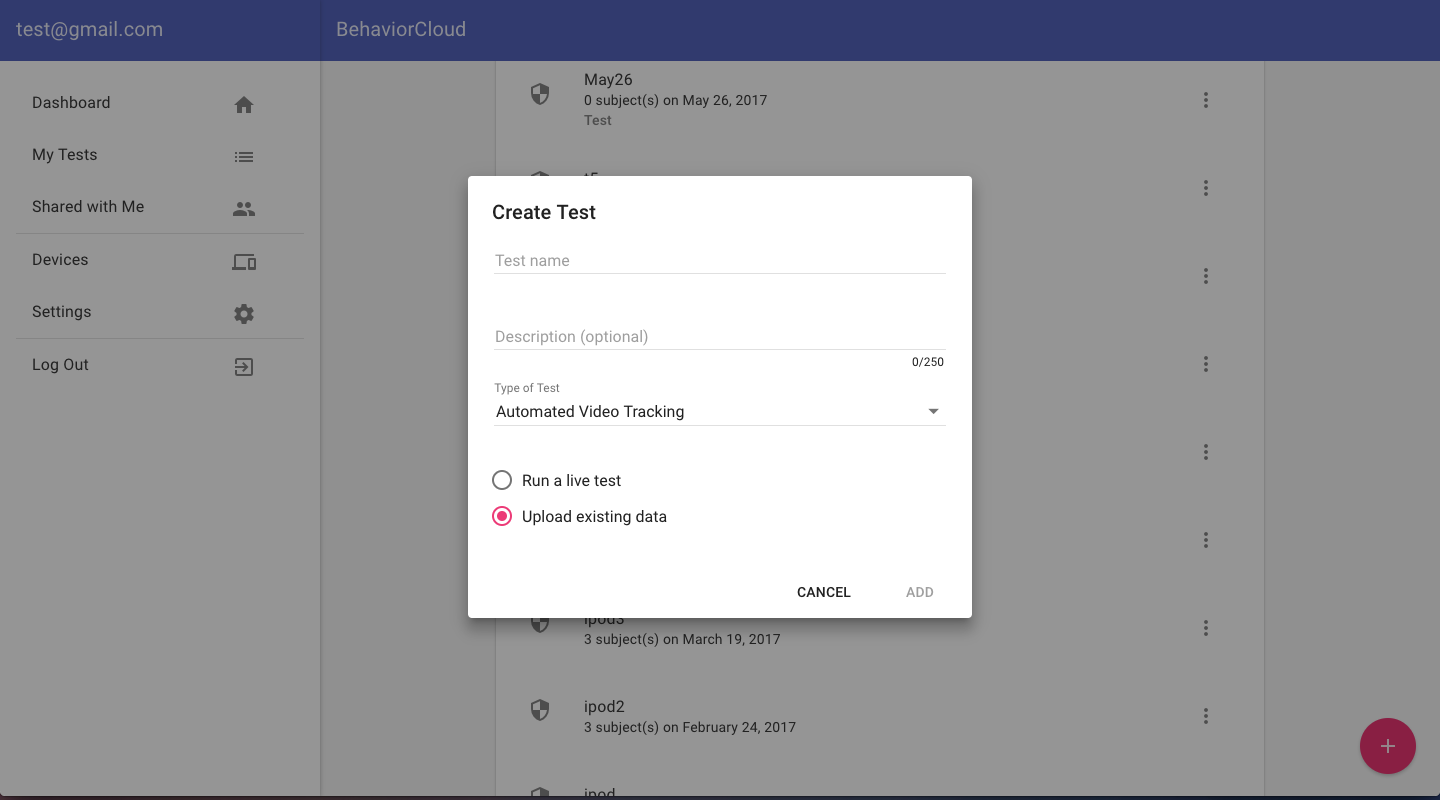 test@gmail.com
BehaviorCloud
Dashboard
My Tests
Shared with Me
Devices
Settings
Log Out
May26
0 subject(s) on May 26, 2017
Test
Create Test
Test name
Description (optional)
0/250
Type of Test
Automated Video Tracking
Run a live test
Upload existing data
CANCEL
ADD
ipod3
3 subject(s) on March 19, 2017
ipod2
3 subject(s) on February 24, 2017
ipod